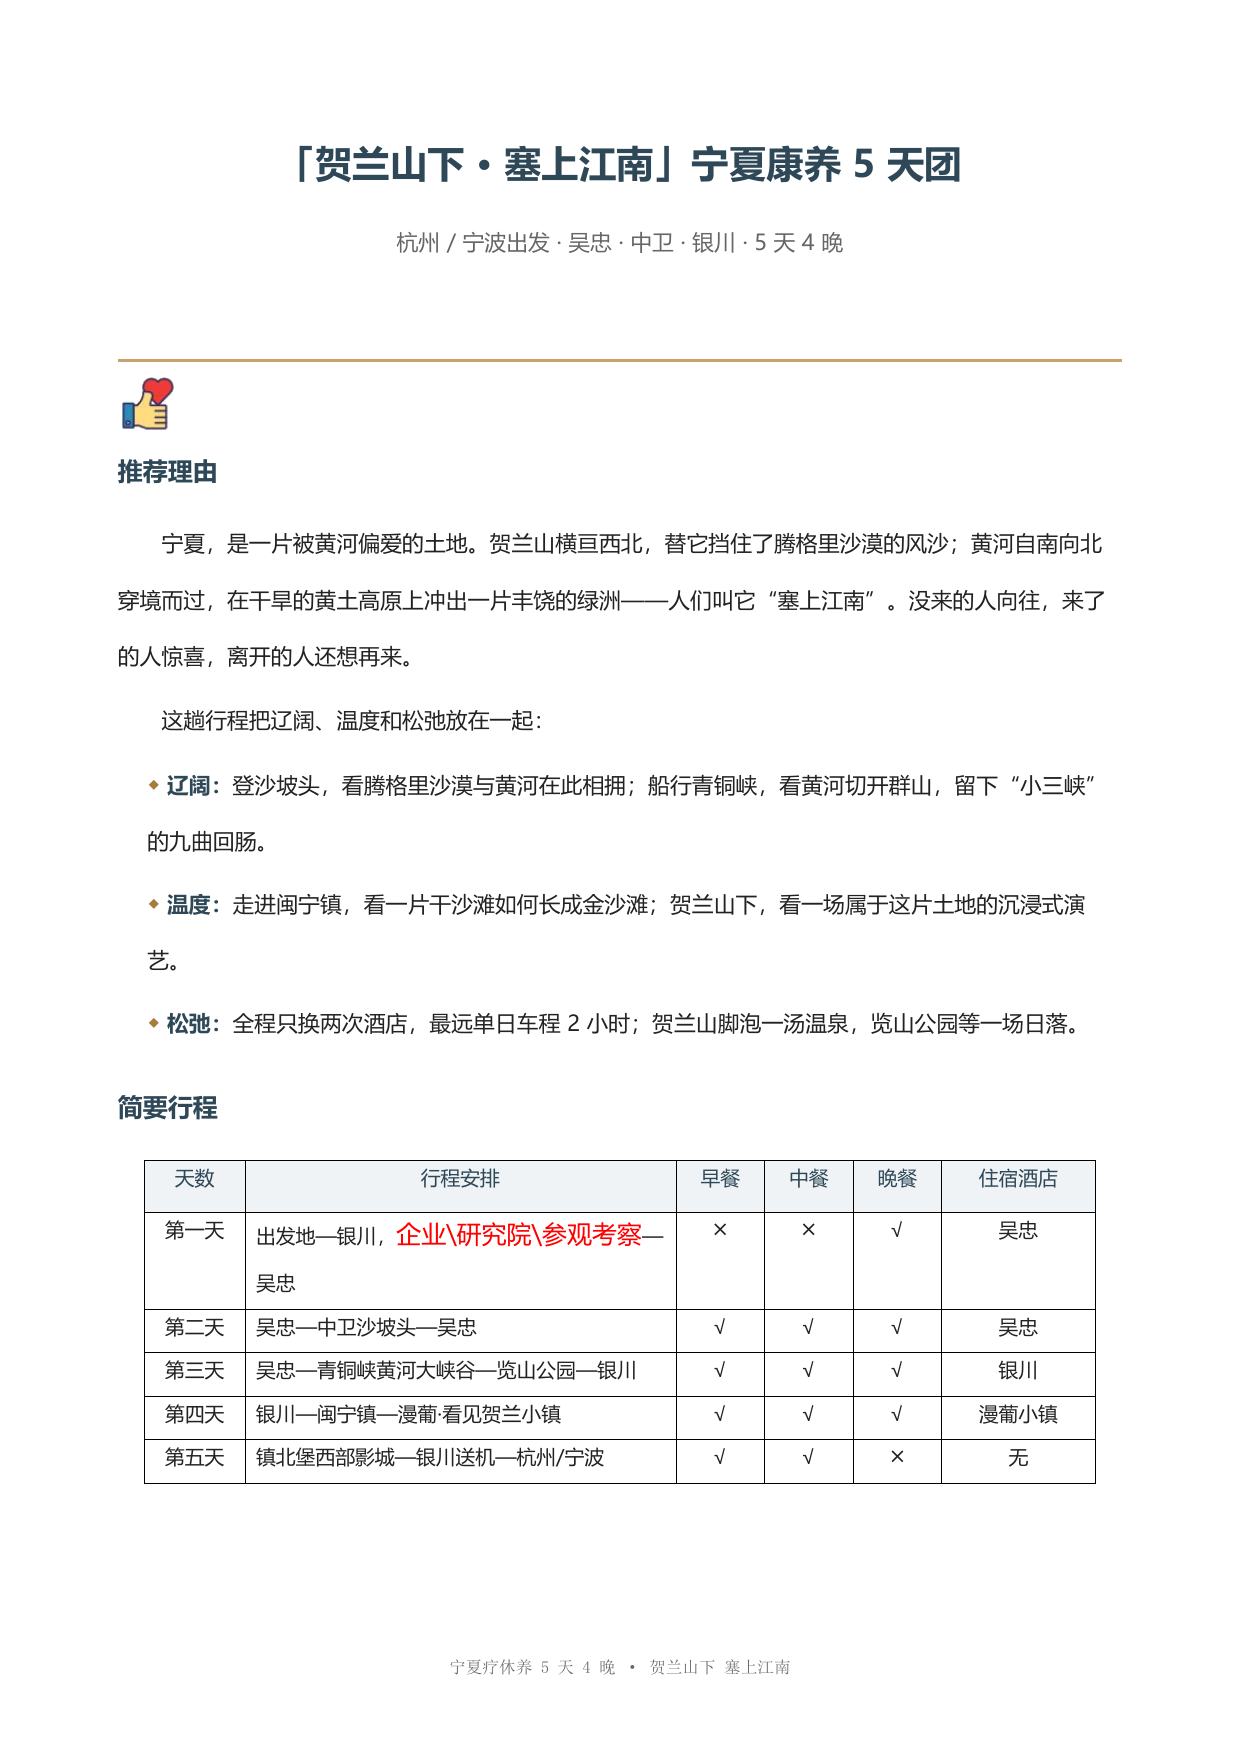 「贺兰山下·塞上江南」宁夏康养 5 天团
杭州 / 宁波出发 · 吴忠 · 中卫 · 银川 · 5 天 4 晚
推荐理由
宁夏，是一片被黄河偏爱的土地。贺兰山横亘西北，替它挡住了腾格里沙漠的风沙；黄河自南向北
穿境而过，在干旱的黄土高原上冲出一片丰饶的绿洲——人们叫它“塞上江南”。没来的人向往，来了
的人惊喜，离开的人还想再来。
这趟行程把辽阔、温度和松弛放在一起：
◆ 辽阔：登沙坡头，看腾格里沙漠与黄河在此相拥；船行青铜峡，看黄河切开群山，留下“小三峡”
的九曲回肠。
◆ 温度：走进闽宁镇，看一片干沙滩如何长成金沙滩；贺兰山下，看一场属于这片土地的沉浸式演
艺。
◆ 松弛：全程只换两次酒店，最远单日车程 2 小时；贺兰山脚泡一汤温泉，览山公园等一场日落。
简要行程
天数 行程安排 早餐 中餐 晚餐 住宿酒店
第一天 出发地—银川，企业\研究院\参观考察— × × √ 吴忠
吴忠
第二天 吴忠—中卫沙坡头—吴忠 √ √ √ 吴忠
第三天 吴忠—青铜峡黄河大峡谷—览山公园—银川 √ √ √ 银川
第四天 银川—闽宁镇—漫葡·看见贺兰小镇 √ √ √ 漫葡小镇
第五天 镇北堡西部影城—银川送机—杭州/宁波 √ √ × 无
宁夏疗休养 5 天 4 晚 • 贺兰山下 塞上江南